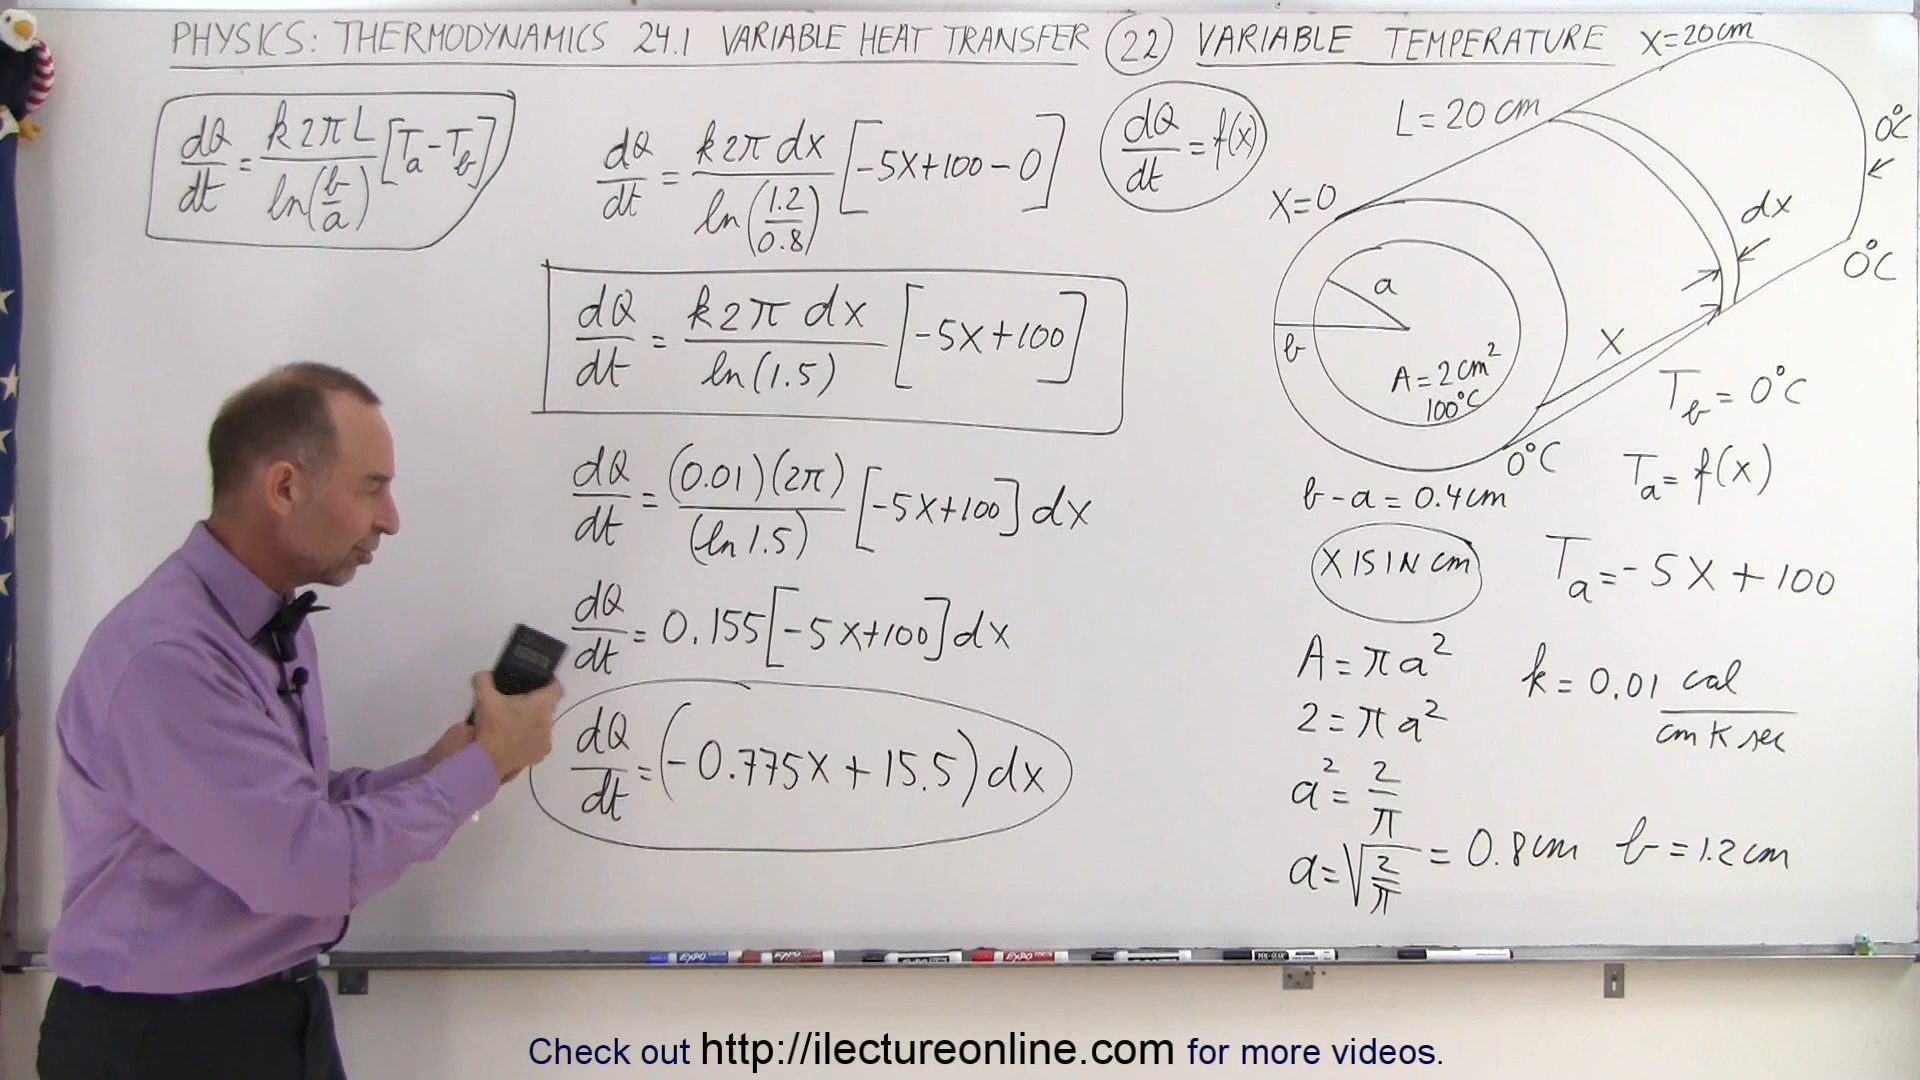 PHYSICS: THERMODYNAMICS 24.1 VARIABLE HEAT TRANSFER (22) VARIABLE TEMPERATURE
dQ/dt = k2πL/ln(b/a) [Ta-Tb]
dQ/dt = k2π dx/ln(1.2/0.8) [-5X+100-0]
dQ/dt = k2π dx/ln(1.5) [-5X+100]
dQ/dt = (0.01)(2π)/(ln1.5) [-5X+100] dx
dQ/dt = 0.155[-5X+100]dx
dQ/dt = (-0.775X+15.5)dx
dQ/dt = f(x)
X=20cm
L=20cm
0°C
X=0
dx
0°C
a
b
A=2cm²
100°C
X
0°C
b-a=0.4cm
X IS IN cm
Tb=0°C
Ta=f(x)
Ta=-5X+100
A=πa²
2=πa²
a²=2/π
a=√(2/π)=0.8cm b=1.2cm
k=0.01 cal/cm K sec
EXPO
EXPO
Check out http://ilectureonline.com for more videos.